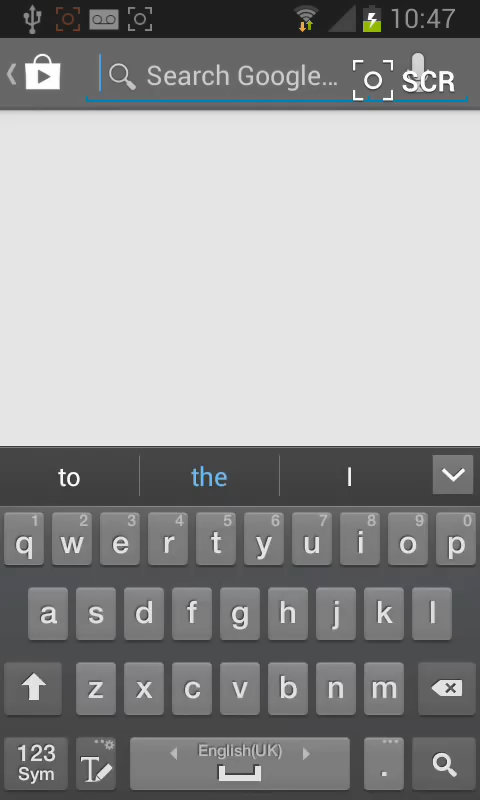 10:47
Search Google... SCR
to the I
1 2 3 4 5 6 7 8 9 0
q w e r t y u i o p
a s d f g h j k l
z x c v b n m
123 English(UK)
Sym T .